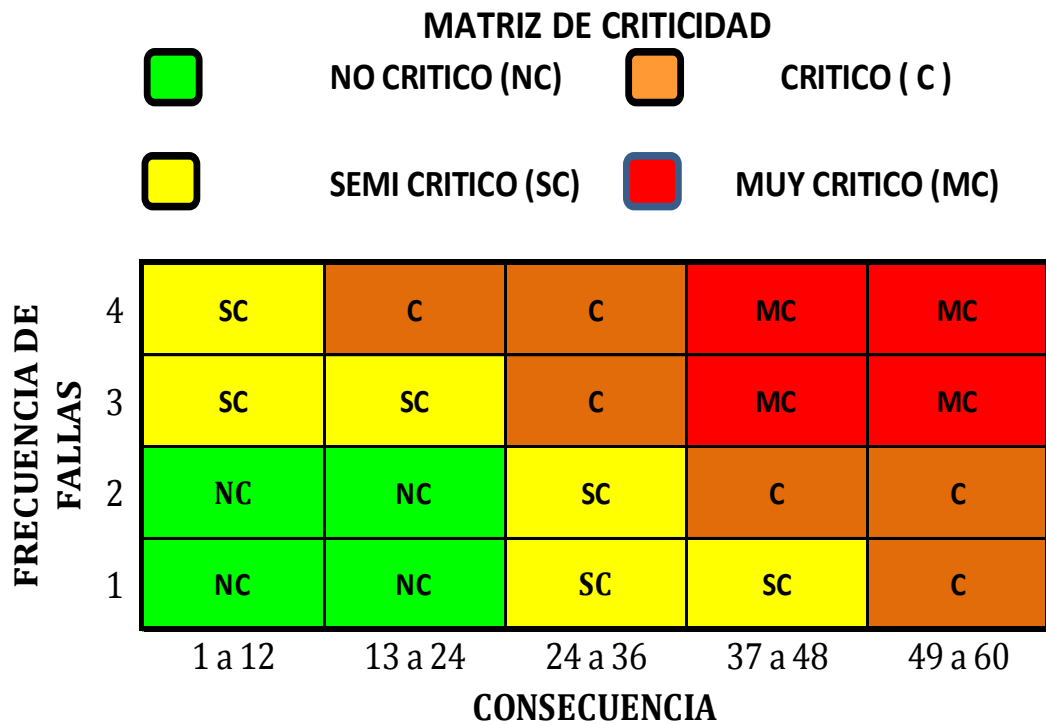 MATRIZ DE CRITICIDAD
NO CRITICO (NC) CRITICO ( C )
SEMI CRITICO (SC) MUY CRITICO (MC)
FRECUENCIA DE
FALLAS
4 SC C C MC MC
3 SC SC C MC MC
2 NC NC SC C C
1 NC NC SC SC C
1 a 12 13 a 24 24 a 36 37 a 48 49 a 60
CONSECUENCIA